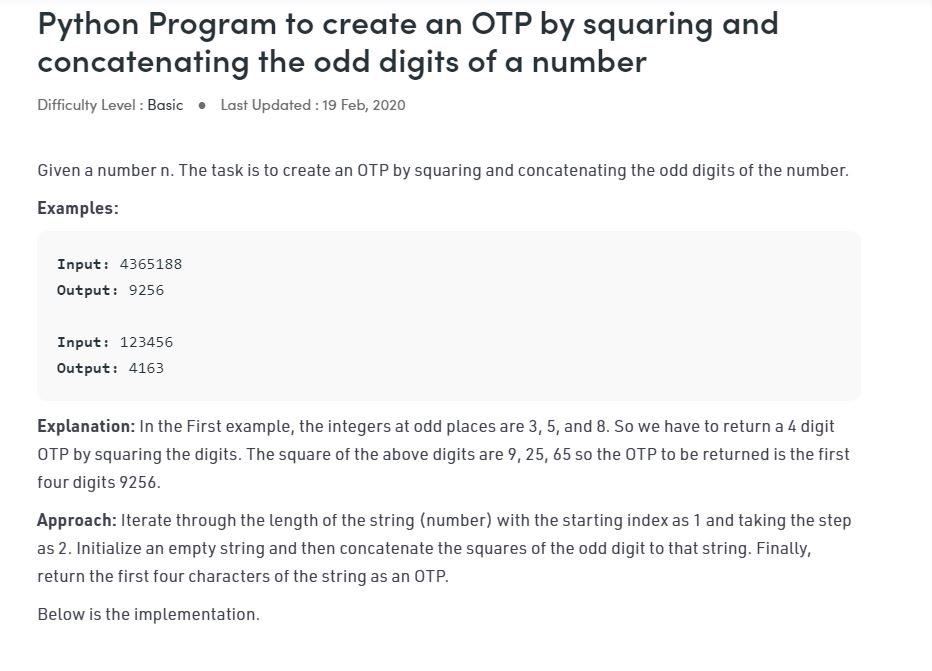 Python Program to create an OTP by squaring and
concatenating the odd digits of a number
Difficulty Level : Basic ● Last Updated : 19 Feb, 2020
Given a number n. The task is to create an OTP by squaring and concatenating the odd digits of the number.
Examples:
Input: 4365188
Output: 9256
Input: 123456
Output: 4163
Explanation: In the First example, the integers at odd places are 3, 5, and 8. So we have to return a 4 digit
OTP by squaring the digits. The square of the above digits are 9, 25, 65 so the OTP to be returned is the first
four digits 9256.
Approach: Iterate through the length of the string (number) with the starting index as 1 and taking the step
as 2. Initialize an empty string and then concatenate the squares of the odd digit to that string. Finally,
return the first four characters of the string as an OTP.
Below is the implementation.